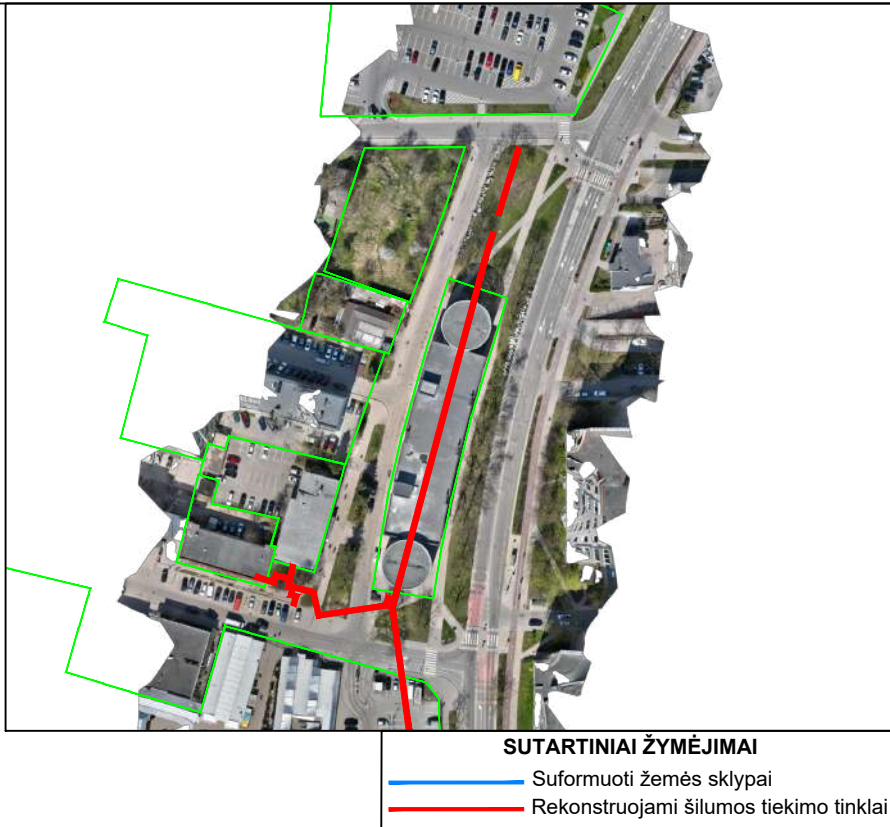 SUTARTINIAI ŽYMĖJIMAI
Suformuoti žemės sklypai
Rekonstruojami šilumos tiekimo tinklai